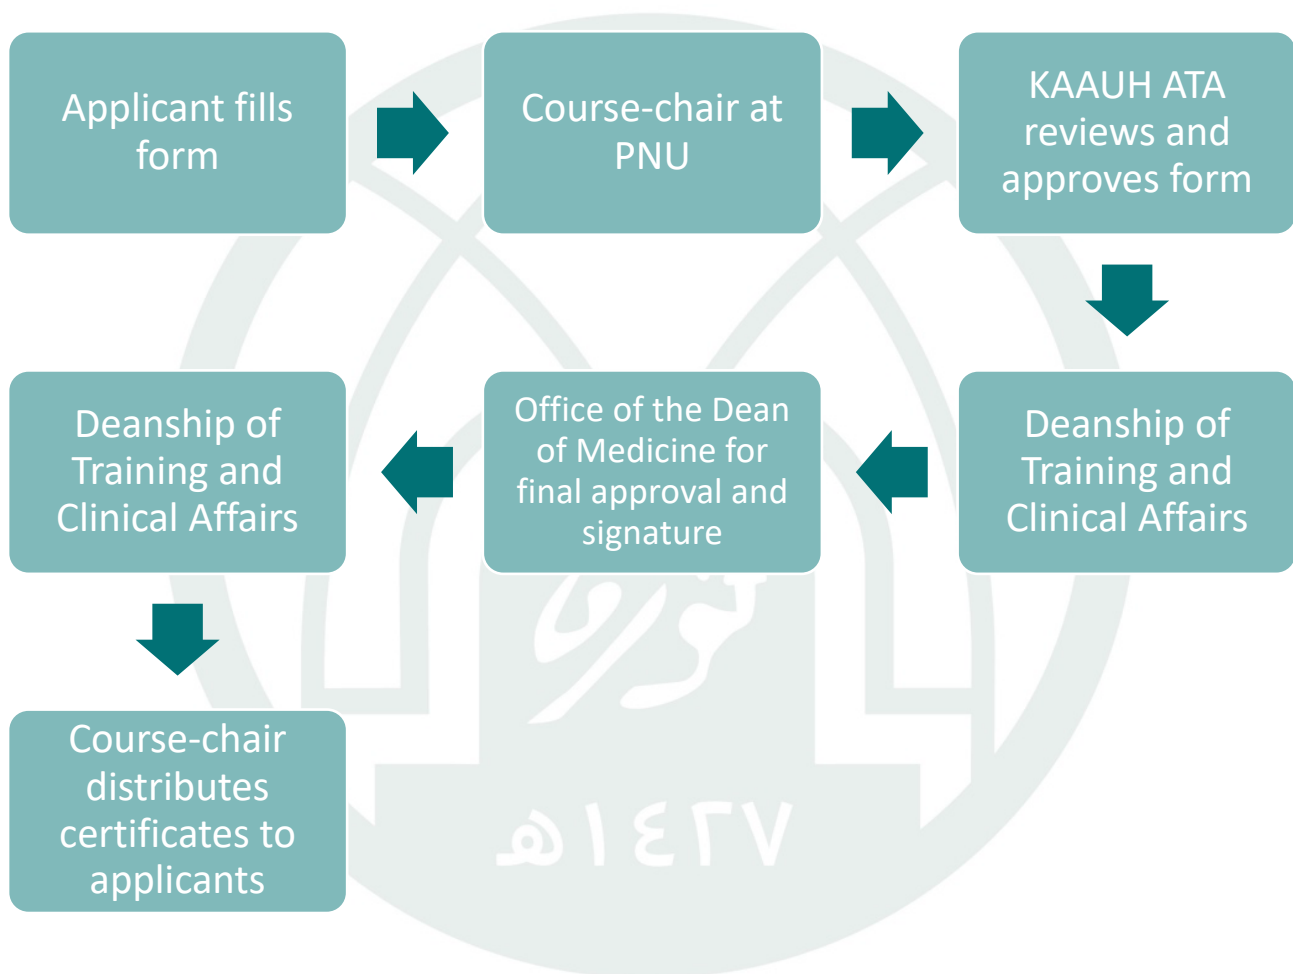 Applicant fills
form
Course-chair at
PNU
KAAUH ATA
reviews and
approves form
Deanship of
Training and
Clinical Affairs
Office of the Dean
of Medicine for
final approval and
signature
Deanship of
Training and
Clinical Affairs
Course-chair
distributes
certificates to
applicants
نورة
١٤٢٧هـ